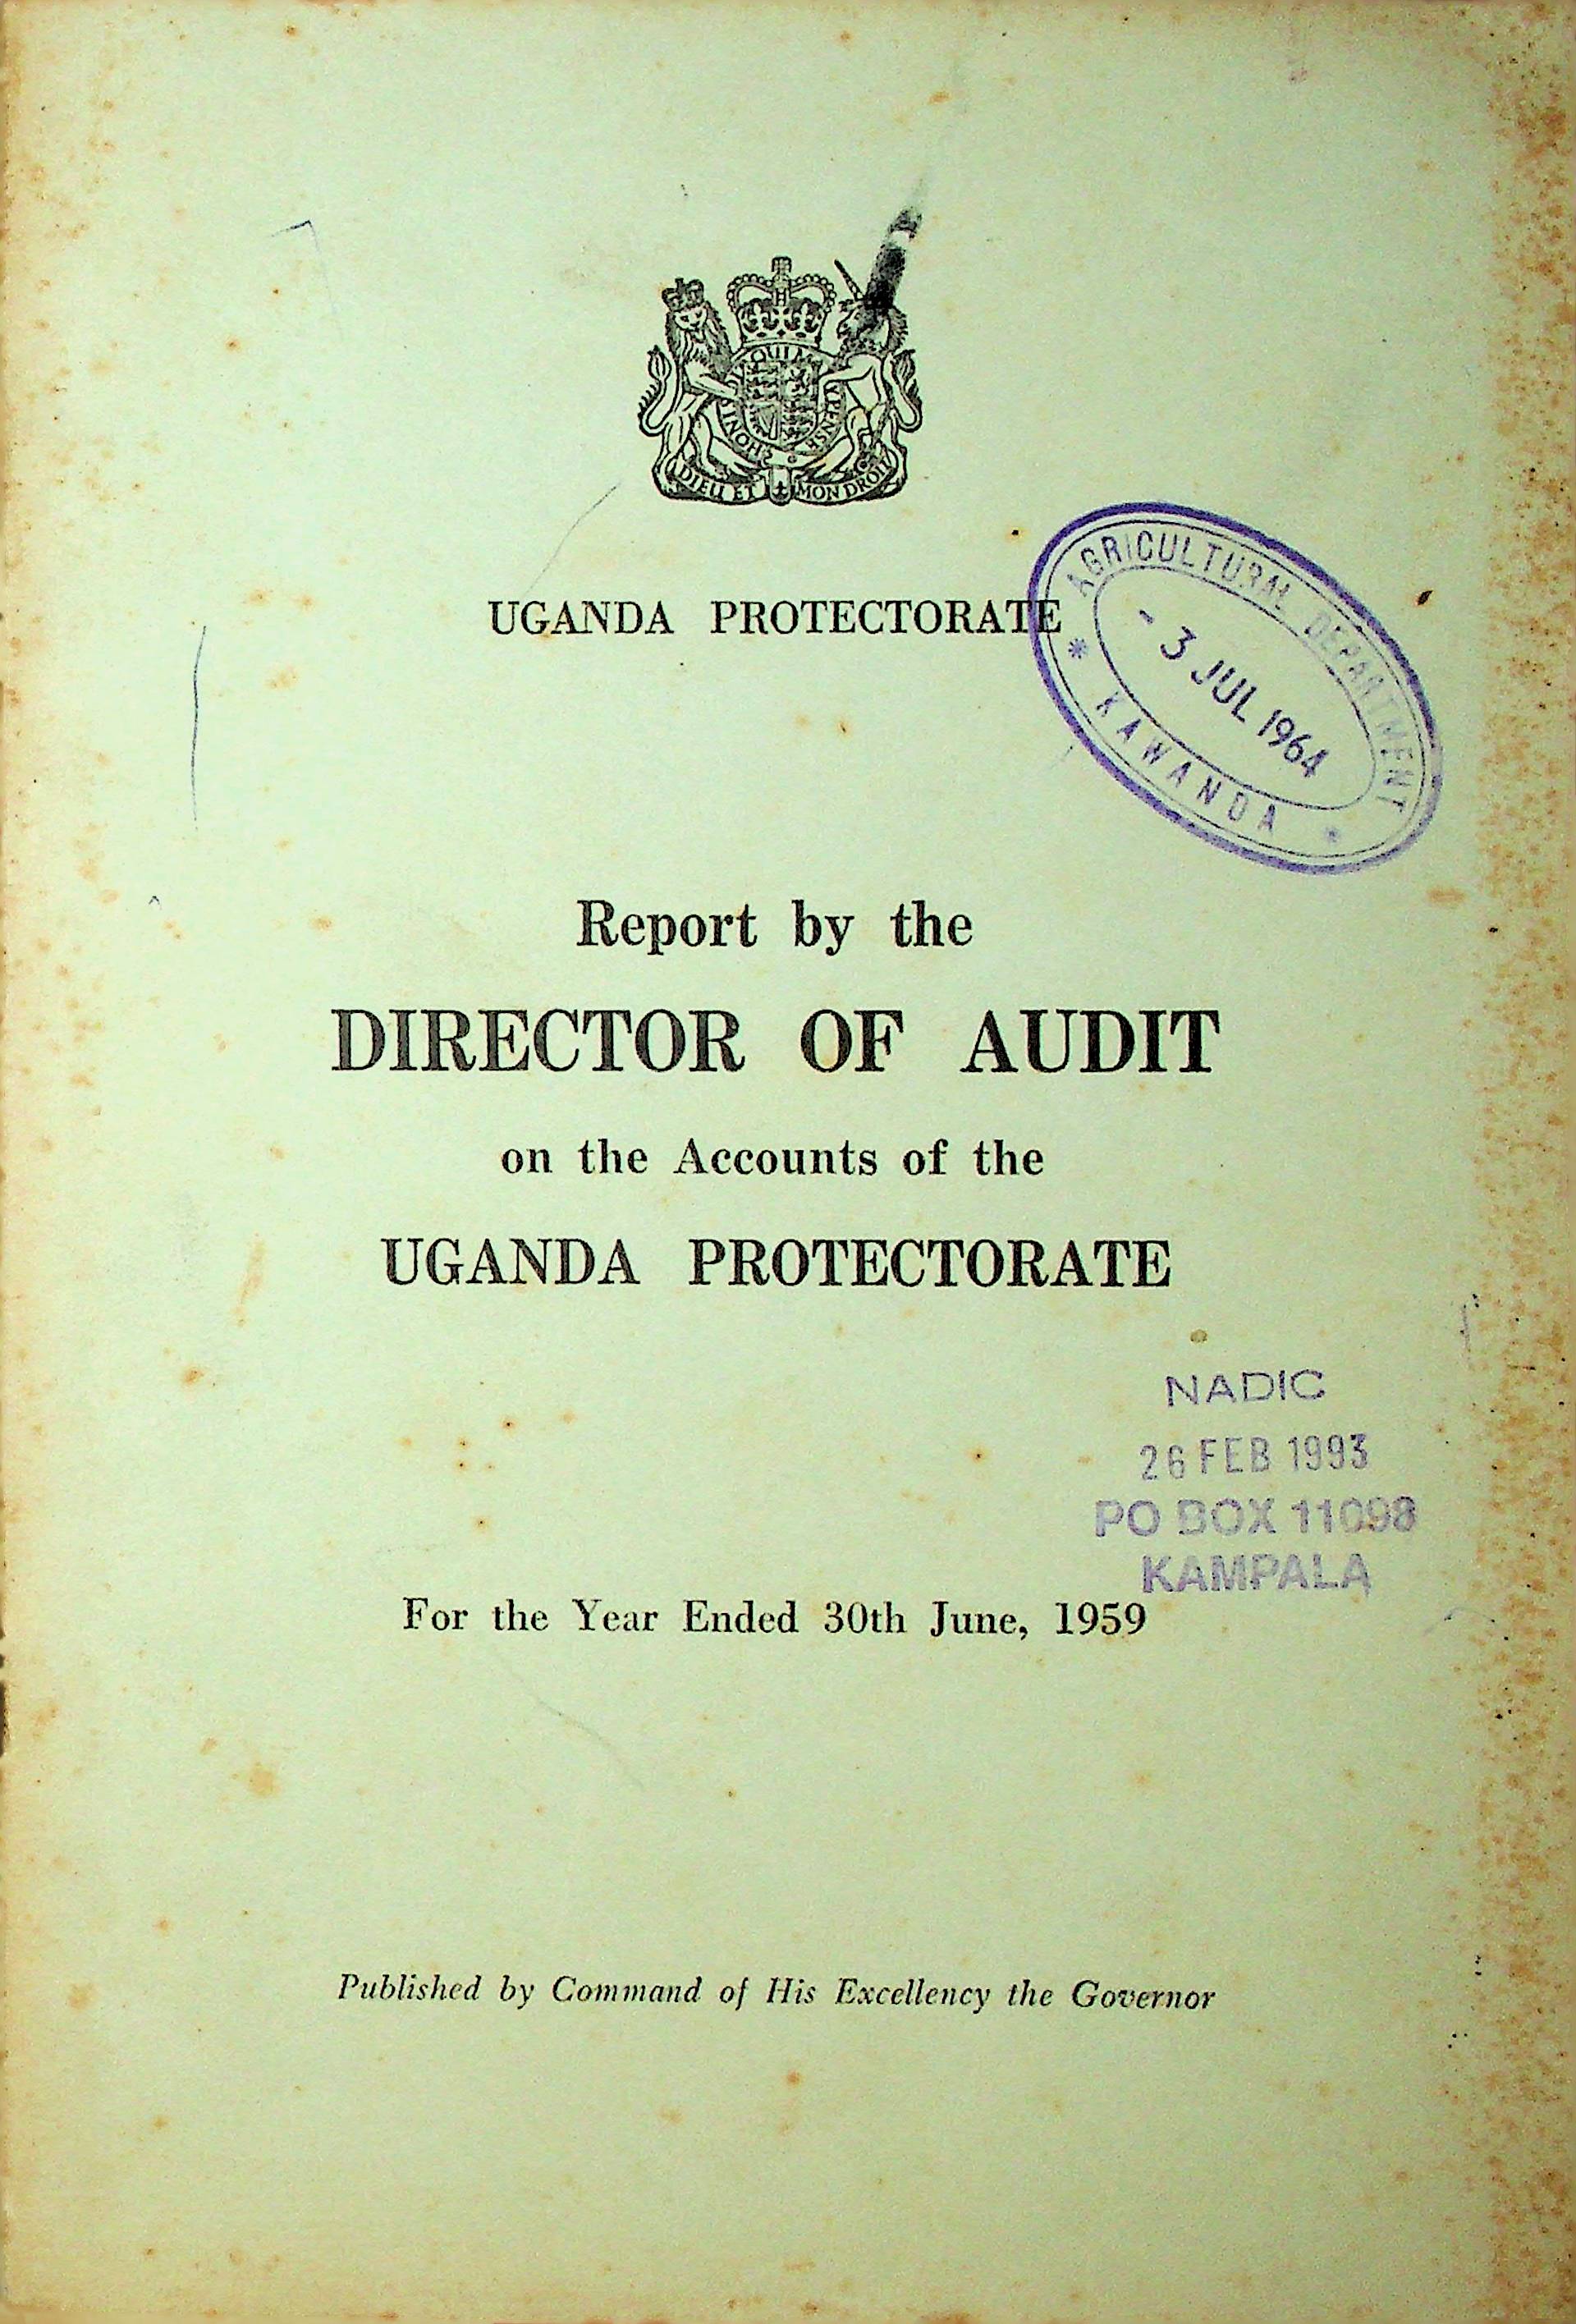 DIEU ET MON DROIT
UGANDA PROTECTORATE
AGRICULTURAL DEPARTMENT
- 3 JUL 1964
* KAWANDA *
Report by the
DIRECTOR OF AUDIT
on the Accounts of the
UGANDA PROTECTORATE
NADIC
26 FEB 1993
PO BOX 11098
KAMPALA
For the Year Ended 30th June, 1959
Published by Command of His Excellency the Governor